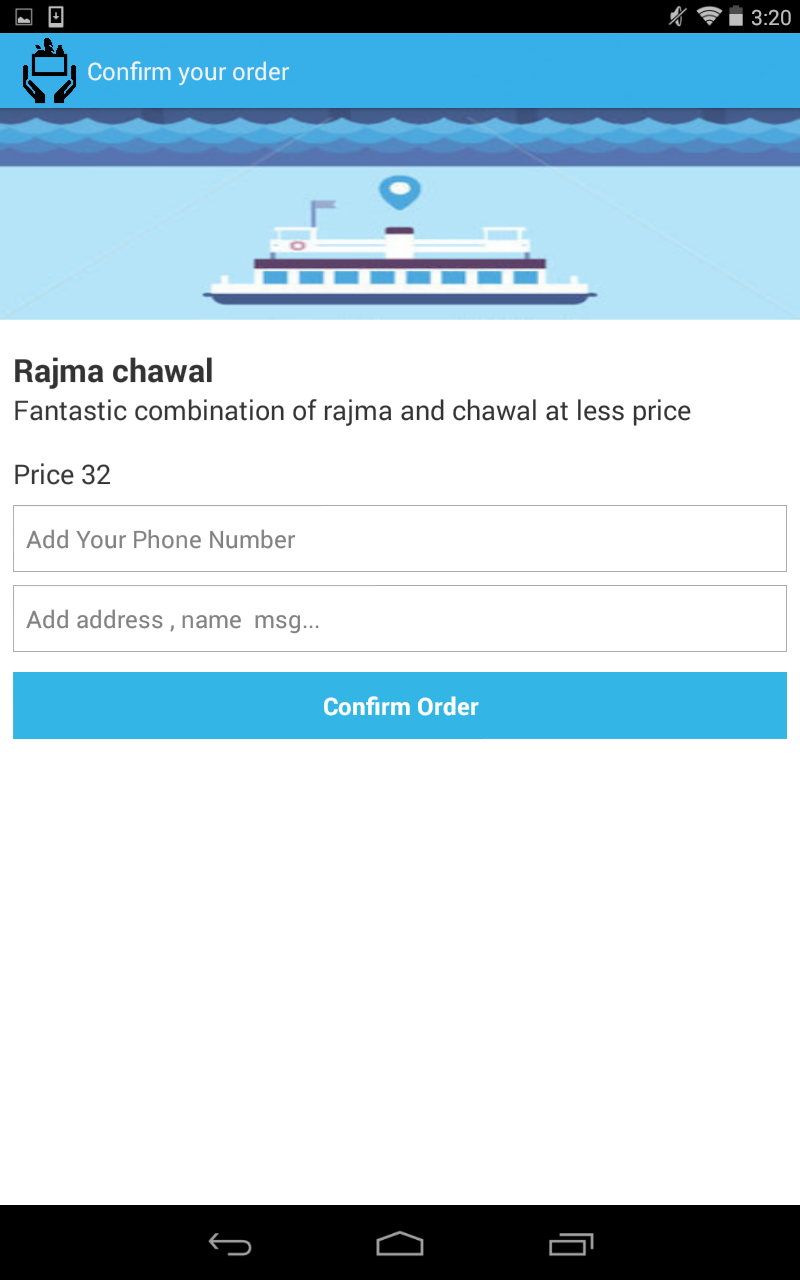 3:20
Confirm your order
Rajma chawal
Fantastic combination of rajma and chawal at less price
Price 32
Add Your Phone Number
Add address , name  msg...
Confirm Order